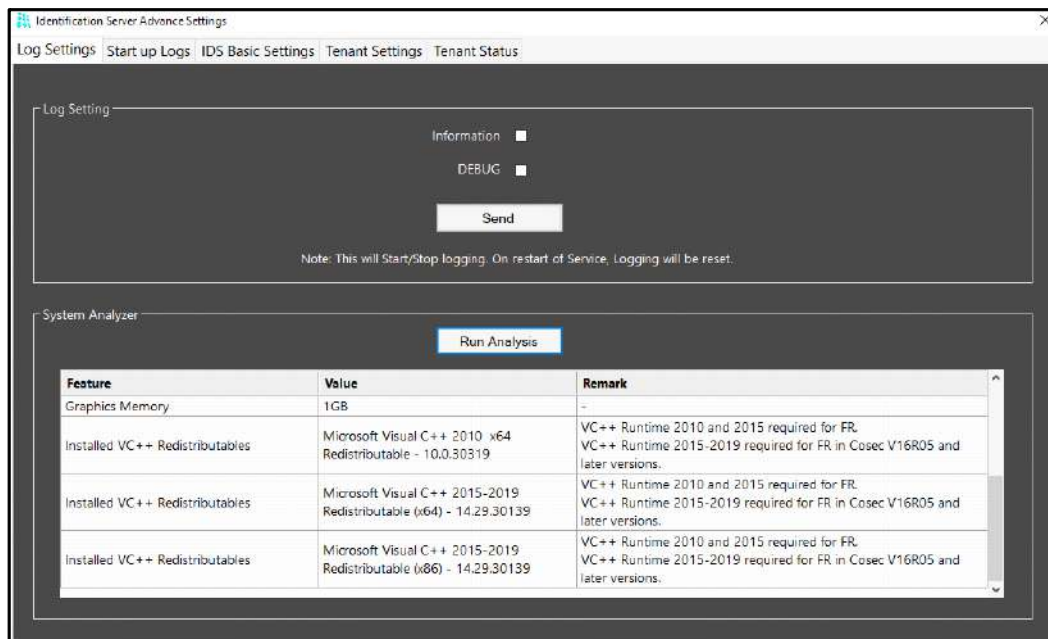 Identification Server Advance Settings
Log Settings Start up Logs IDS Basic Settings Tenant Settings Tenant Status
Log Setting
Information
DEBUG
Send
Note: This will Start/Stop logging. On restart of Service, Logging will be reset.
System Analyzer
Run Analysis
Feature Value Remark
Graphics Memory 1GB -
Installed VC++ Redistributables
Microsoft Visual C++ 2010 x64
Redistributable - 10.0.30319
VC++ Runtime 2010 and 2015 required for FR.
VC++ Runtime 2015-2019 required for FR in Cosec V16R05 and
later versions.
Installed VC++ Redistributables
Microsoft Visual C++ 2015-2019
Redistributable (x64) - 14.29.30139
VC++ Runtime 2010 and 2015 required for FR.
VC++ Runtime 2015-2019 required for FR in Cosec V16R05 and
later versions.
Installed VC++ Redistributables
Microsoft Visual C++ 2015-2019
Redistributable (x86) - 14.29.30139
VC++ Runtime 2010 and 2015 required for FR.
VC++ Runtime 2015-2019 required for FR in Cosec V16R05 and
later versions.